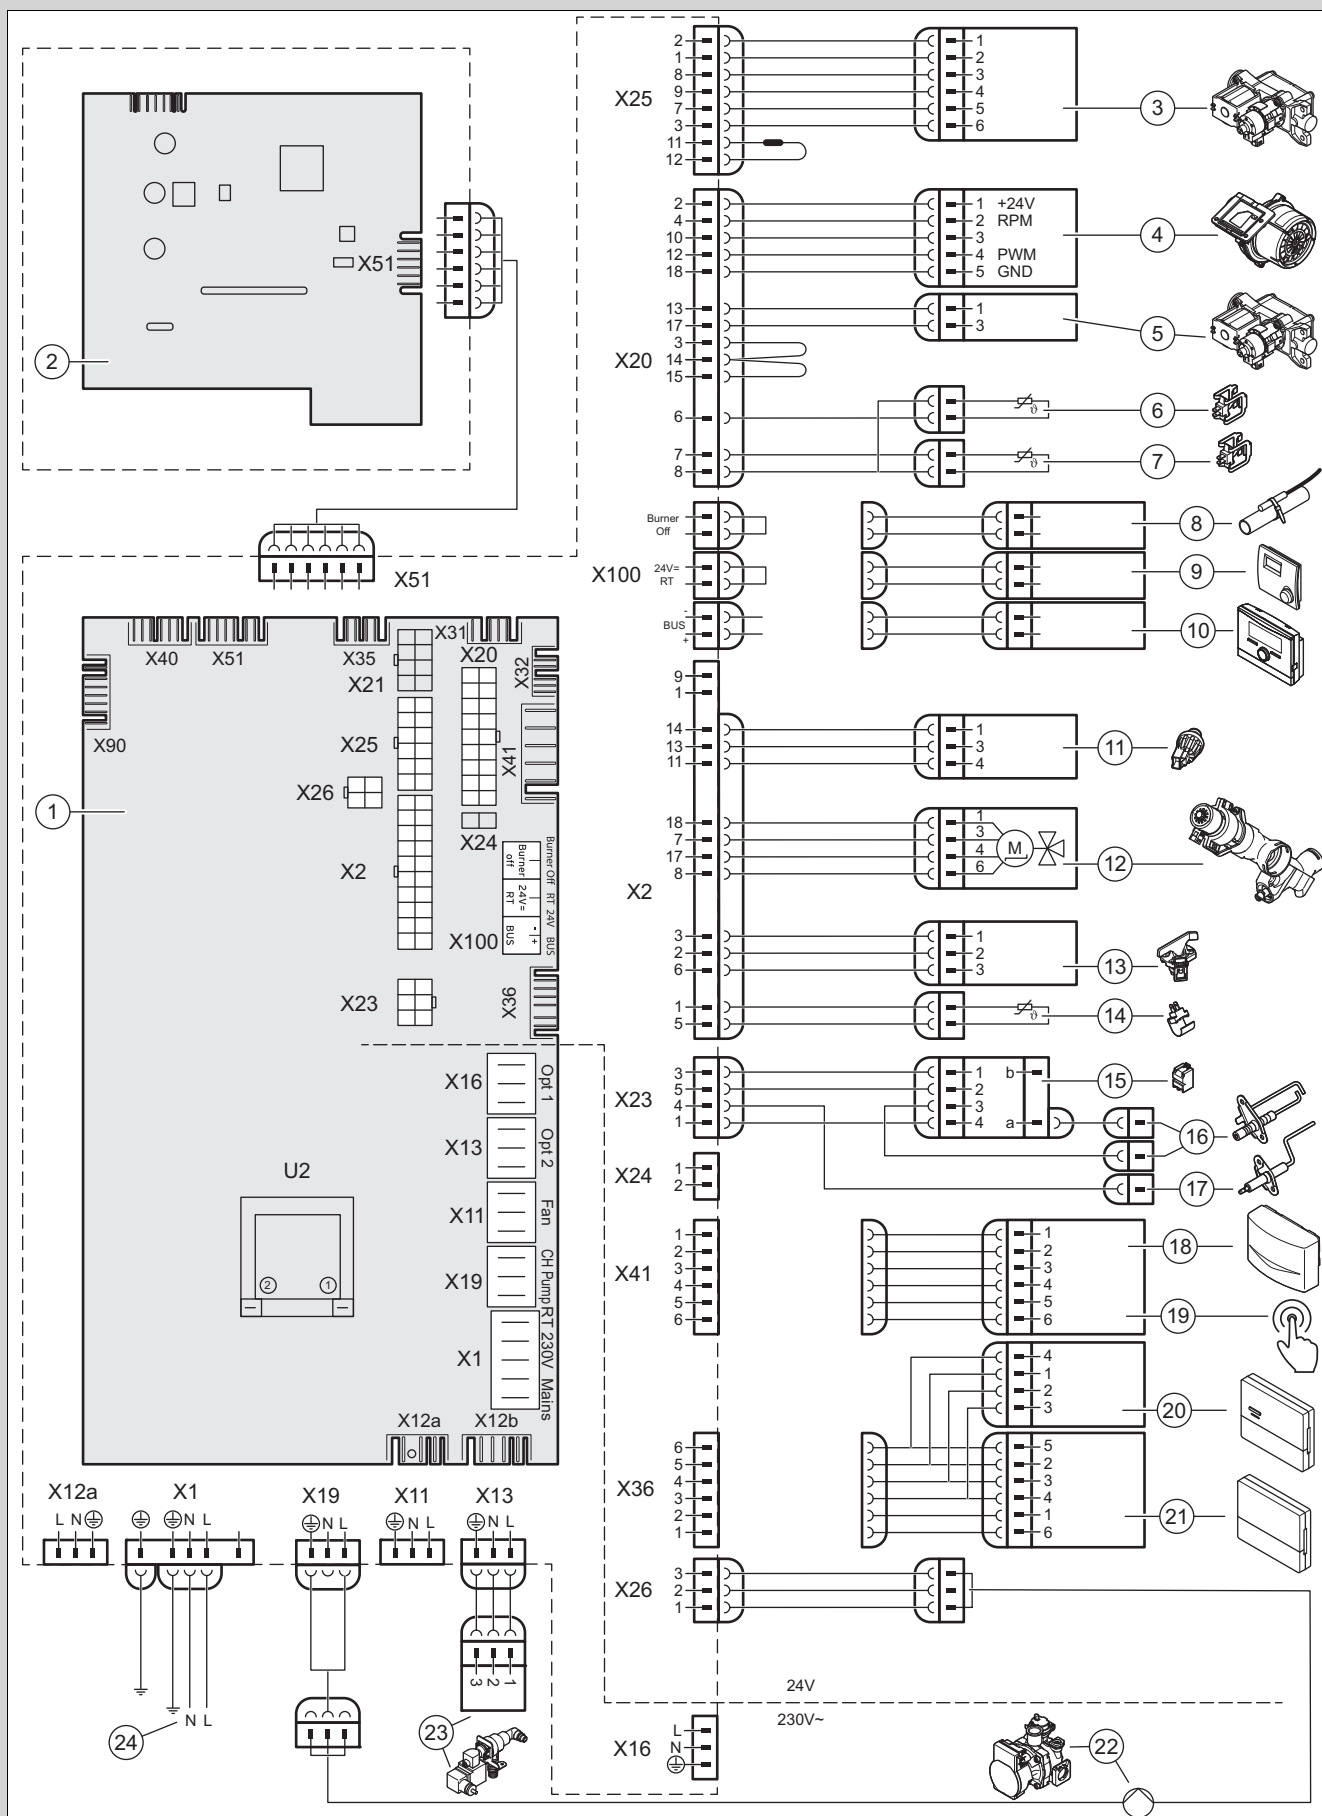 X25
2 1
1 2
8 3
9 4
7 5
3 6
11
12
3
X51
2
2 1 +24V
4 2 RPM
10 3
12 4 PWM
18 5 GND
4
X20
13 1
17 3
3
14
15
5
6
6 ϑ
7
8
7 ϑ
X51
X100
Burner
Off
8
24V=
RT
9
-
BUS
+
10
X40
X51
X35
X31
X21
X20
X32
X90
X25
X41
X26
X24
X2
1
Burner Off RT 24V BUS
Burner
off
24V=
RT
- +
BUS
X100
X23
X36
X16
Opt 1
X13
Opt 2
X11
Fan
X19
CH Pump
X1
RT 230V Mains
U2
2 1
X12a
X12b
X2
9
1
14 1
13 3
11 4
11
18 1
7 3
17 4
8 6
M
12
3 1
2 2
6 3
13
1
5
ϑ 14
X23
3 1 b
5 2
4 3
1 4 a
15
16
17
X24
1
2
X41
1 1
2 2
3 3
4 4
5 5
6 6
18
19
4
1
2
3
20
X36
6 5
5 2
4 3
3 4
2 1
1 6
21
X26
3
2
1
X12a
L N
X1
N L
X19
N L
X11
N L
X13
N L
3 2 1
N L
24
23
24V
230V~
X16
L
N
22